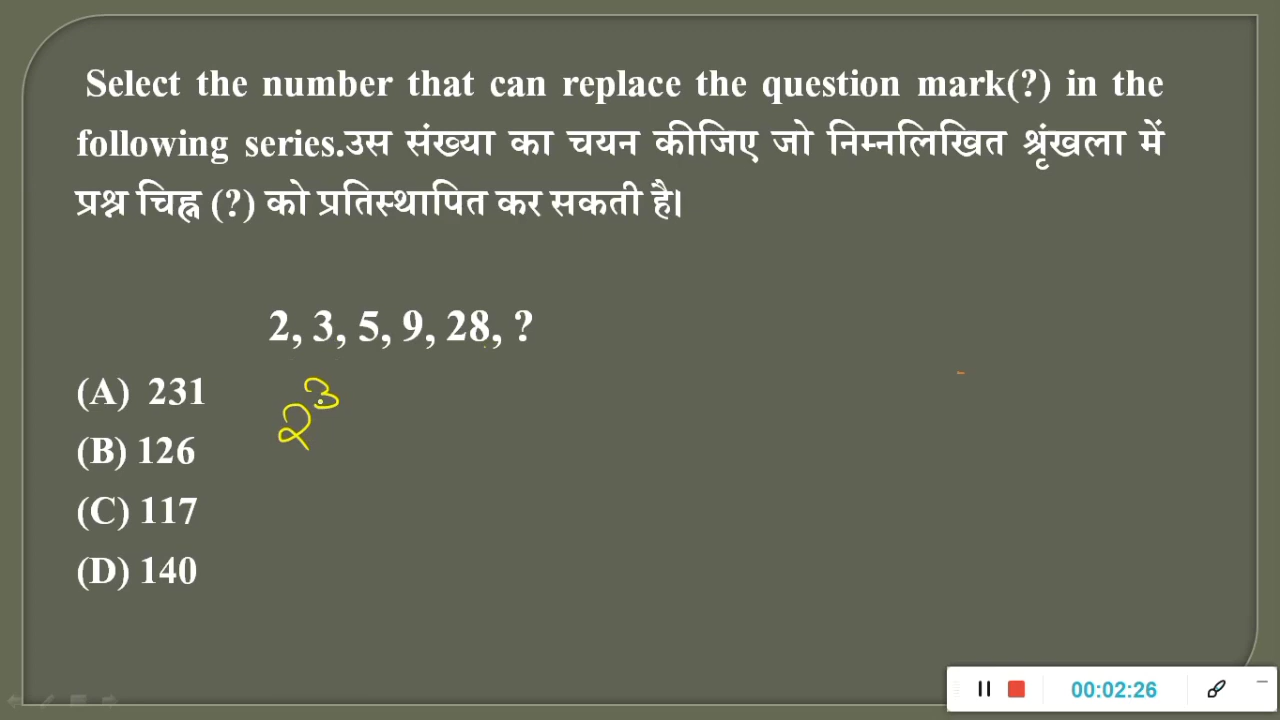 Select the number that can replace the question mark(?) in the
following series.उस संख्या का चयन कीजिए जो निम्नलिखित श्रृंखला में
प्रश्न चिह्न (?) को प्रतिस्थापित कर सकती है।
2, 3, 5, 9, 28, ?
(A) 231
2³
(B) 126
(C) 117
(D) 140
00:02:26